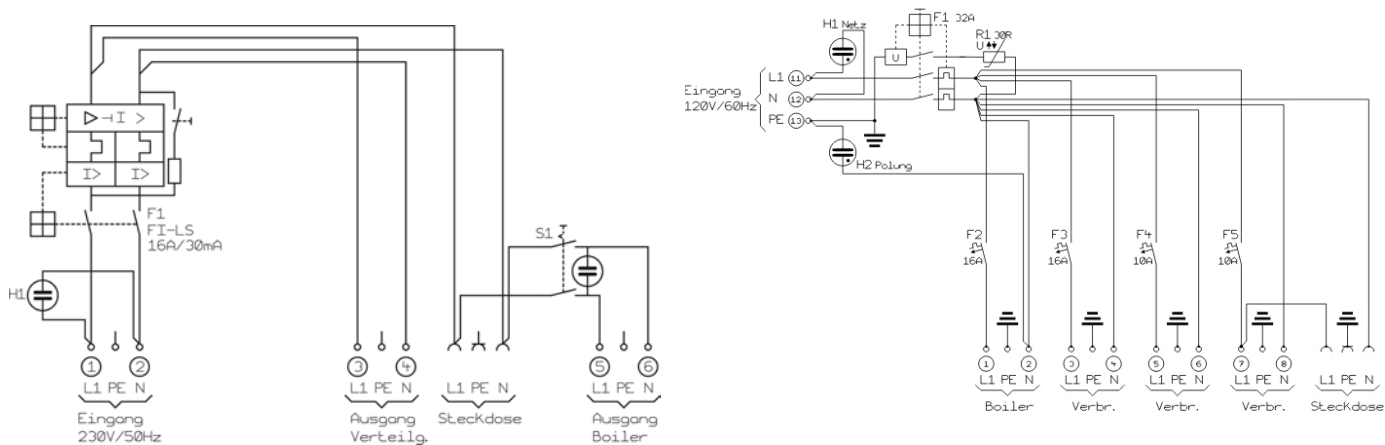 I >
I> I>
F1
FI-LS
16A/30mA
H1
S1
1 2 3 4 5 6
L1 PE N L1 PE N L1 PE N L1 PE N
Eingang
230V/50Hz
Ausgang
Verteilg.
Steckdose
Ausgang
Boiler
H1 Netz
F1 32A
R1 30R
U
U
Eingang
120V/60Hz
L1 11
N 12
PE 13
H2 Polung
F2
16A
F3
16A
F4
10A
F5
10A
1 2 3 4 5 6 7 8
L1 PE N L1 PE N L1 PE N L1 PE N L1 PE N
Boiler Verbr. Verbr. Verbr. Steckdose